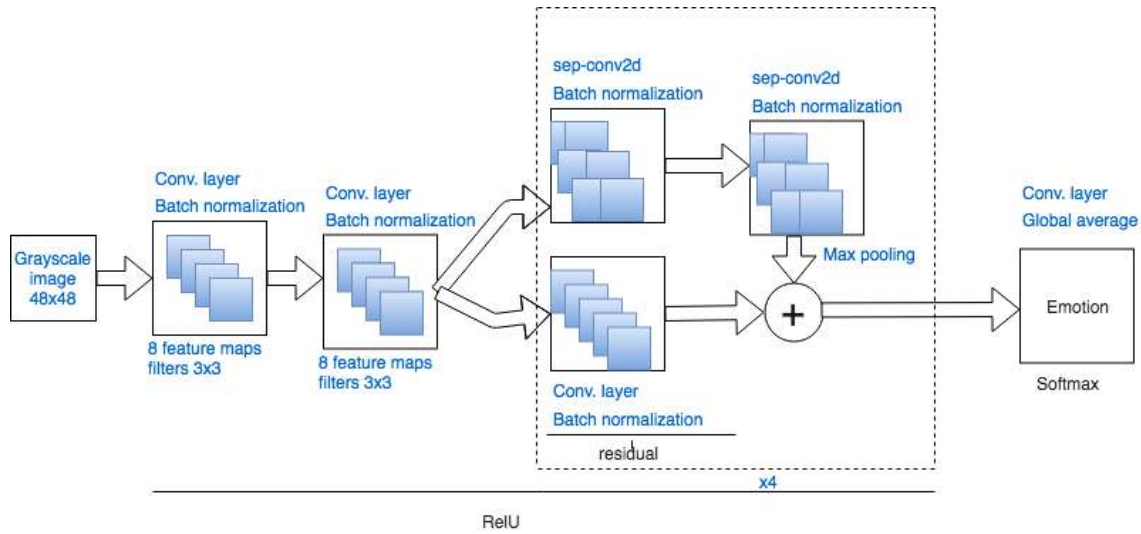 Grayscale
image
48x48
Conv. layer
Batch normalization
8 feature maps
filters 3x3
Conv. layer
Batch normalization
8 feature maps
filters 3x3
sep-conv2d
Batch normalization
sep-conv2d
Batch normalization
Max pooling
+
Conv. layer
Batch normalization
residual
x4
RelU
Conv. layer
Global average
Emotion
Softmax